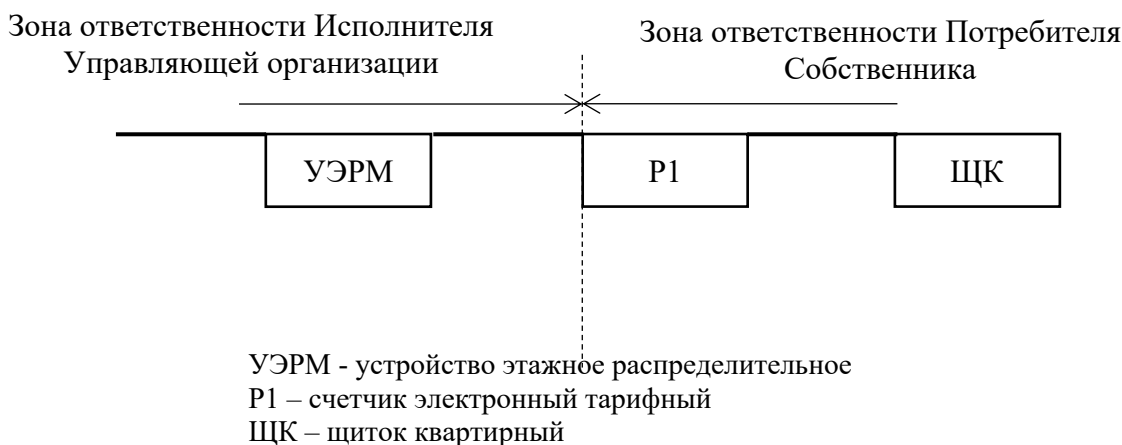 Зона ответственности Исполнителя
Управляющей организации
Зона ответственности Потребителя
Собственника
УЭРМ
Р1
ЩК
УЭРМ - устройство этажное распределительное
Р1 – счетчик электронный тарифный
ЩК – щиток квартирный